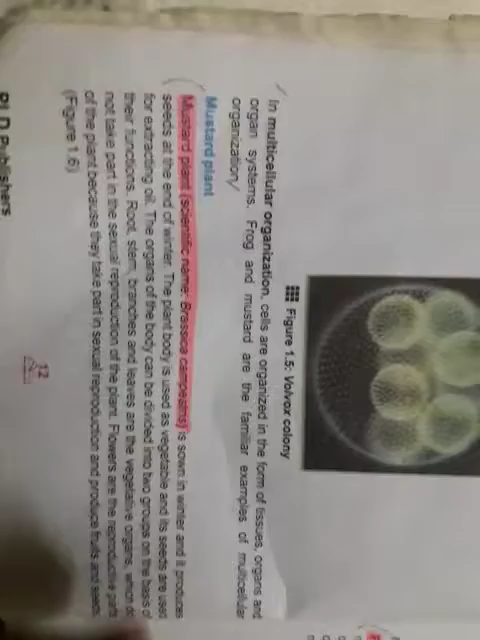 Figure 1.5: Volvox colony
In multicellular organization, cells are organized in the form of tissues, organs and
organ systems. Frog and mustard are the familiar examples of multicellular
organization
Mustard plant
Mustard plant (scientific name: Brassica campestris) is sown in winter and it produces
seeds at the end of winter. The plant body is used as vegetable and its seeds are used
for extracting oil. The organs of the body can be divided into two groups on the basis of
their functions. Root, stem, branches and leaves are the vegetative organs, which do
not take part in the sexual reproduction of the plant. Flowers are the reproductive parts
of the plant because they take part in sexual reproduction and produce fruits and seeds
(Figure 1.6)
12
Publishers